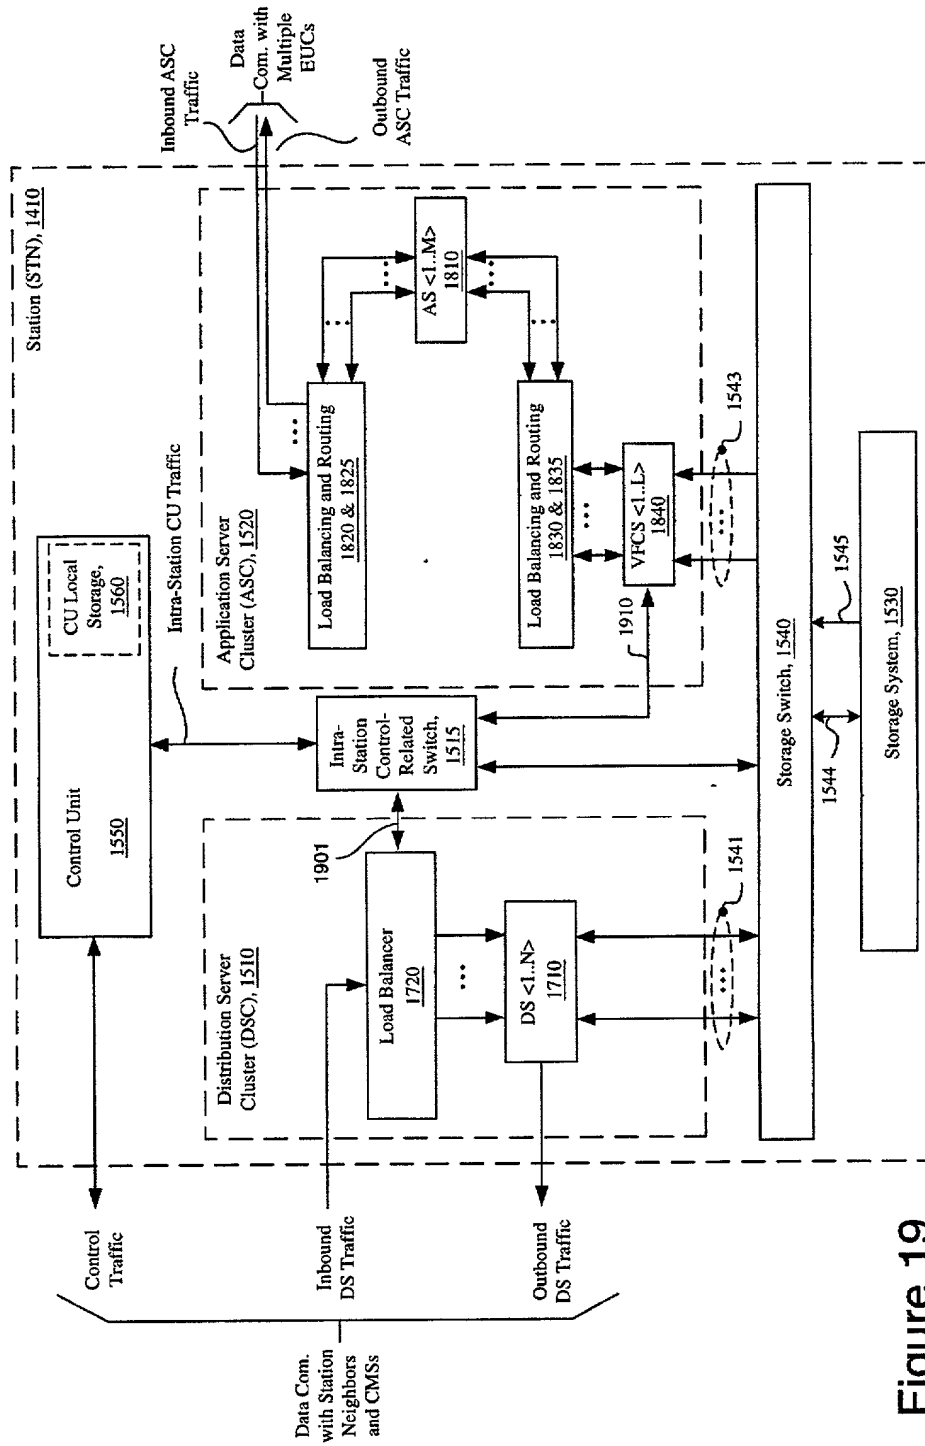 Data Com.
with Station
Neighbors
and CMSs
Control
Traffic
Inbound
DS Traffic
Outbound
DS Traffic
Station (STN), 1410
Control Unit
1550
CU Local
Storage,
1560
Intra-Station CU Traffic
Distribution Server
Cluster (DSC), 1510
Load Balancer
1720
...
DS <1..N>
1710
1901
Intra-
Station
Control-
Related
Switch,
1515
Application Server
Cluster (ASC), 1520
Load Balancing and Routing
1820 & 1825
...
...
...
AS <1..M>
1810
...
...
Load Balancing and Routing
1830 & 1835
...
VFCS <1..L>
1840
1910
Inbound ASC
Traffic
Data
Com. with
Multiple
EUCs
Outbound
ASC Traffic
...
1541
...
1543
Storage Switch, 1540
1544
1545
Storage System, 1530
Figure 19